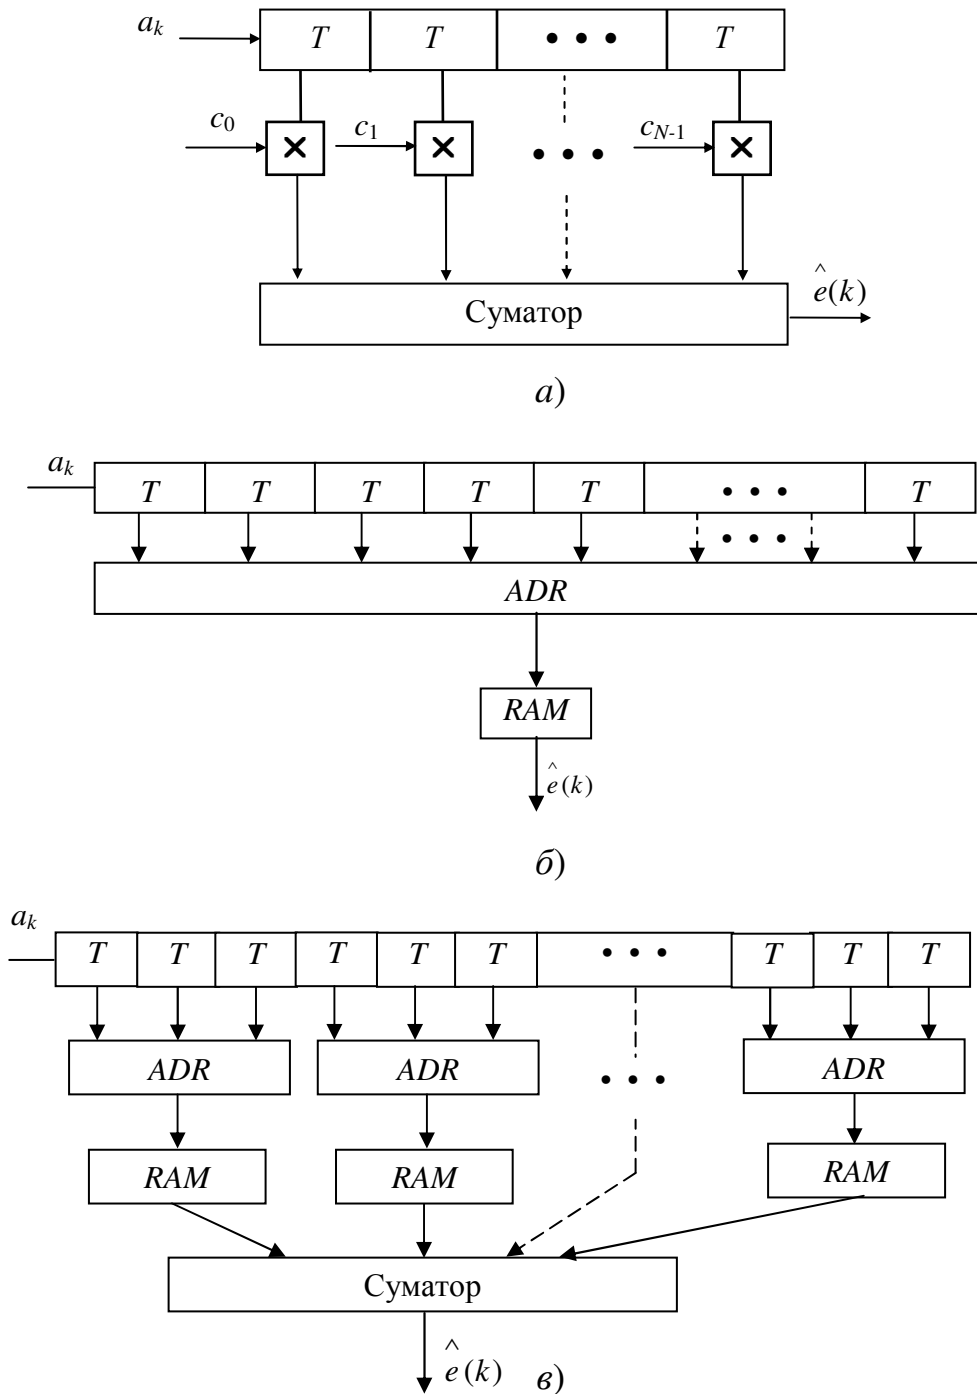 a_k T T • • • T
c_0 × c_1 × • • • c_{N-1} ×
Суматор
ê(k)
а)
a_k T T T T T • • • T
• • •
ADR
RAM
ê(k)
б)
a_k T T T T T T • • • T T T
ADR ADR • • • ADR
RAM RAM RAM
Суматор
ê(k)
в)